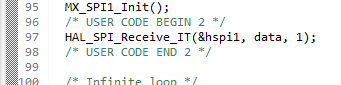 95 MX_SPI1_Init();
96 /* USER CODE BEGIN 2 */
97 HAL_SPI_Receive_IT(&hspi1, data, 1);
98 /* USER CODE END 2 */
99
100 /* Infinite loop */